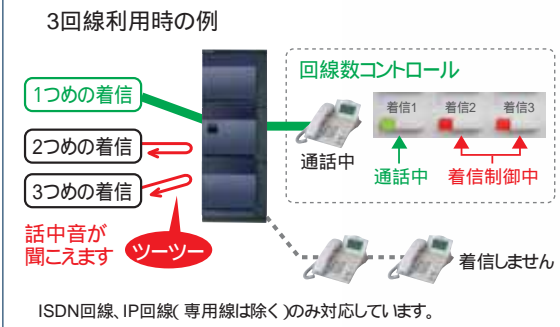 3回線利用時の例
1つめの着信
2つめの着信
3つめの着信
話中音が
聞こえます
ツーツー
回線数コントロール
着信1 着信2 着信3
通話中
通話中 着信制御中
着信しません
ISDN回線、IP回線(専用線は除く)のみ対応しています。